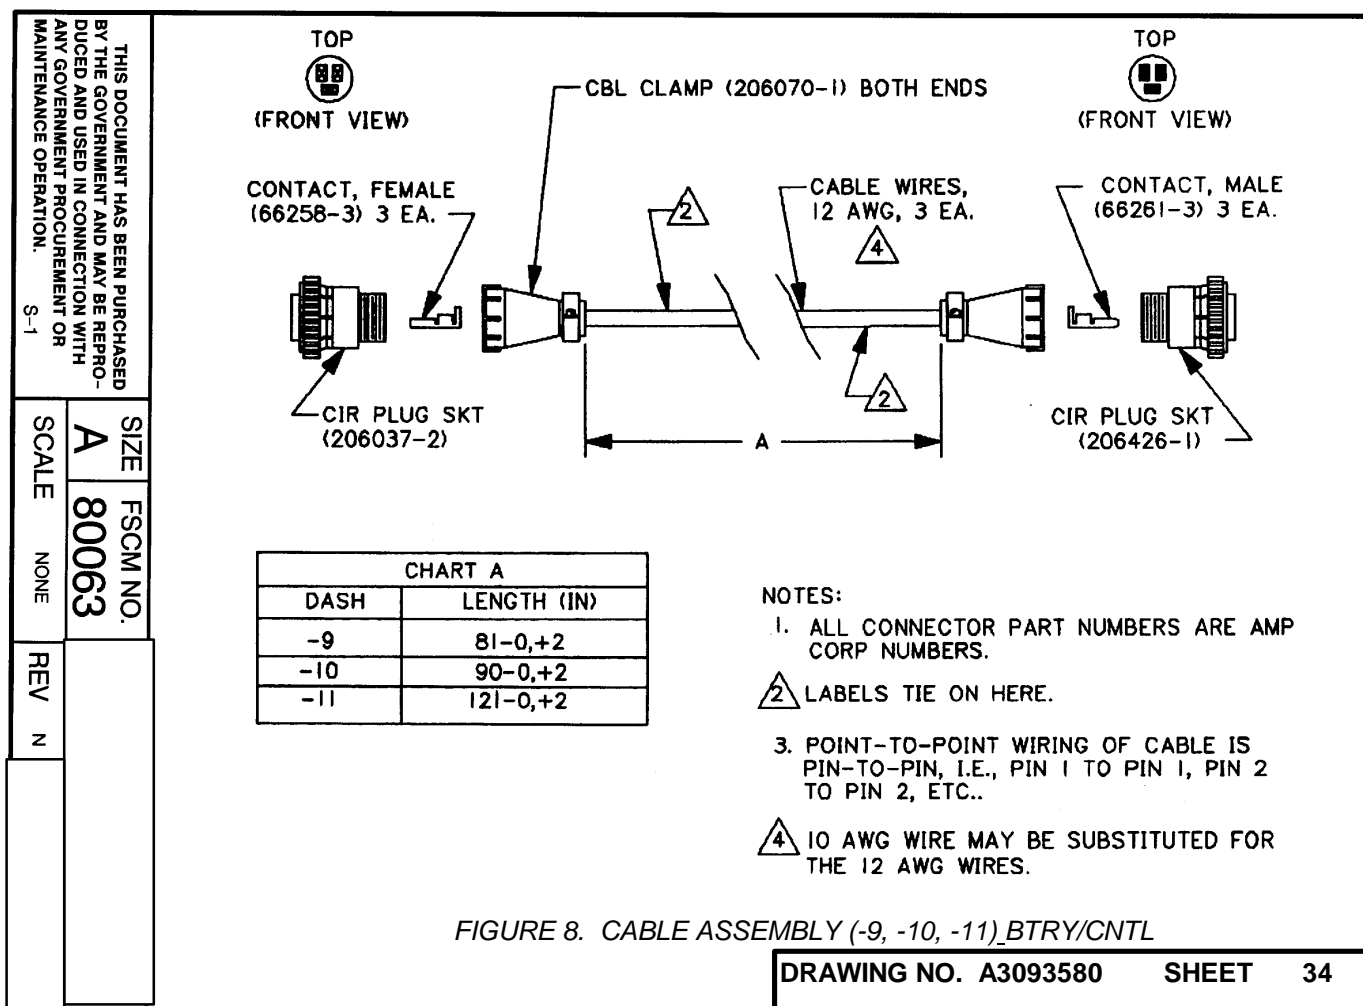 THIS DOCUMENT HAS BEEN PURCHASED
BY THE GOVERNMENT AND MAY BE REPRO-
DUCED AND USED IN CONNECTION WITH
ANY GOVERNMENT PROCUREMENT OR
MAINTENANCE OPERATION.
S-1
SIZE
A
FSCM NO.
80063
SCALE NONE
REV N
TOP
(FRONT VIEW)
TOP
(FRONT VIEW)
CBL CLAMP (206070-1) BOTH ENDS
CONTACT, FEMALE
(66258-3) 3 EA.
2
CABLE WIRES,
12 AWG, 3 EA.
4
CONTACT, MALE
(66261-3) 3 EA.
CIR PLUG SKT
(206037-2)
2
A
CIR PLUG SKT
(206426-1)
CHART A
DASH LENGTH (IN)
-9 81-0,+2
-10 90-0,+2
-11 121-0,+2
NOTES:
1. ALL CONNECTOR PART NUMBERS ARE AMP
CORP NUMBERS.
2 LABELS TIE ON HERE.
3. POINT-TO-POINT WIRING OF CABLE IS
PIN-TO-PIN, I.E., PIN 1 TO PIN 1, PIN 2
TO PIN 2, ETC..
4 10 AWG WIRE MAY BE SUBSTITUTED FOR
THE 12 AWG WIRES.
FIGURE 8. CABLE ASSEMBLY (-9, -10, -11) BTRY/CNTL
DRAWING NO. A3093580 SHEET 34